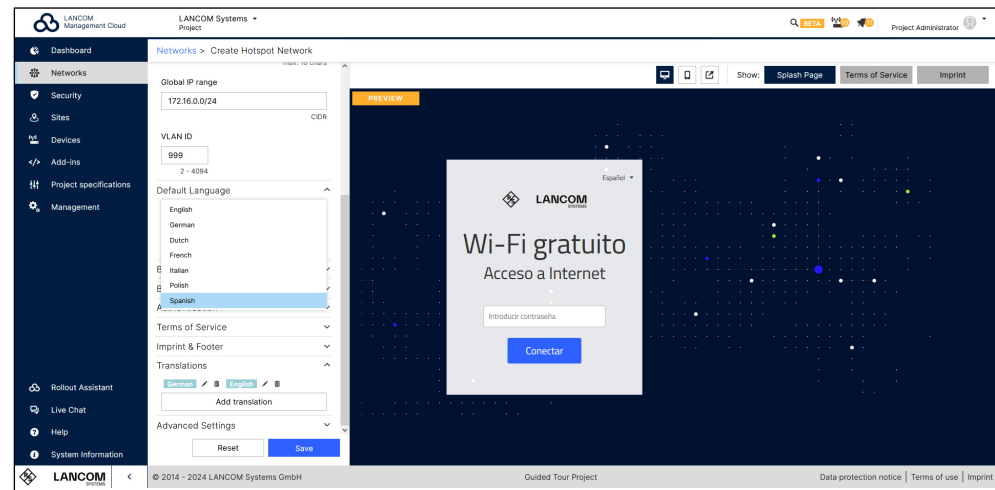 LANCOM
Management Cloud
LANCOM Systems
Project
BETA
Project Administrator
Dashboard
Networks
Security
Sites
Devices
Add-ins
Project specifications
Management
Rollout Assistant
Live Chat
Help
System Information
LANCOM
SYSTEMS
Networks > Create Hotspot Network
max. 10 chars
Global IP range
172.16.0.0/24
CIDR
VLAN ID
999
2 - 4094
Default Language
English
German
Dutch
French
Italian
Polish
Spanish
Terms of Service
Imprint & Footer
Translations
German English
Add translation
Advanced Settings
Reset Save
Show: Splash Page Terms of Service Imprint
PREVIEW
Español
LANCOM
SYSTEMS
Wi-Fi gratuito
Acceso a Internet
Introducir contraseña
Conectar
© 2014 - 2024 LANCOM Systems GmbH
Guided Tour Project
Data protection notice | Terms of use | Imprint